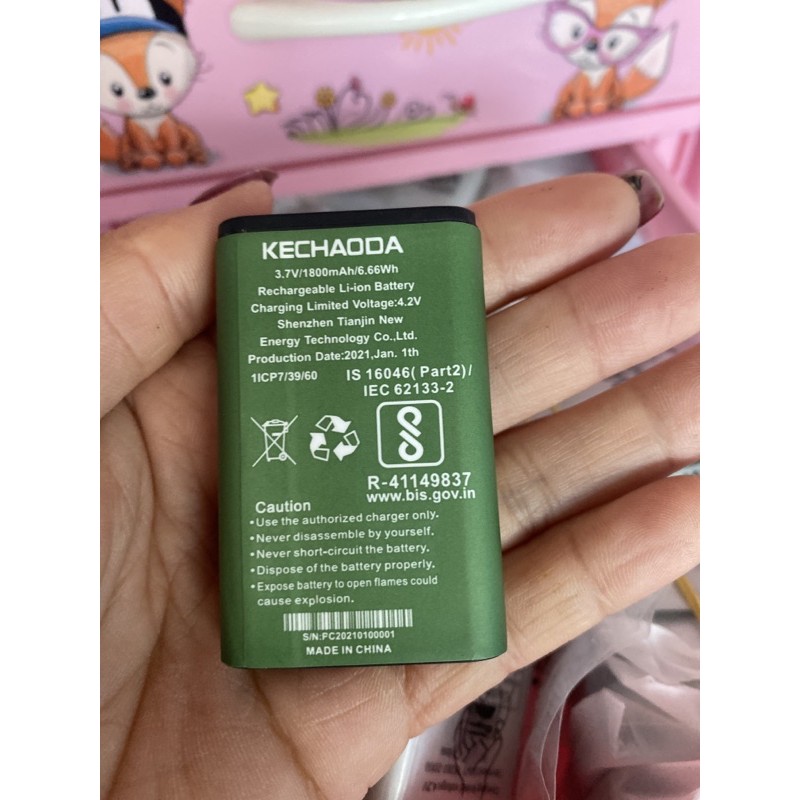 KECHAODA
3.7V/1800mAh/6.66Wh
Rechargeable Li-ion Battery
Charging Limited Voltage:4.2V
Shenzhen Tianjin New
Energy Technology Co.,Ltd.
Production Date:2021,Jan. 1th
1ICP7/39/60
IS 16046( Part2)/
IEC 62133-2
R-41149837
www.bis.gov.in
Caution
•Use the authorized charger only.
•Never disassemble by yourself.
•Never short-circuit the battery.
•Dispose of the battery properly.
•Expose battery to open flames could
cause explosion.
S/N:PC20210100001
MADE IN CHINA